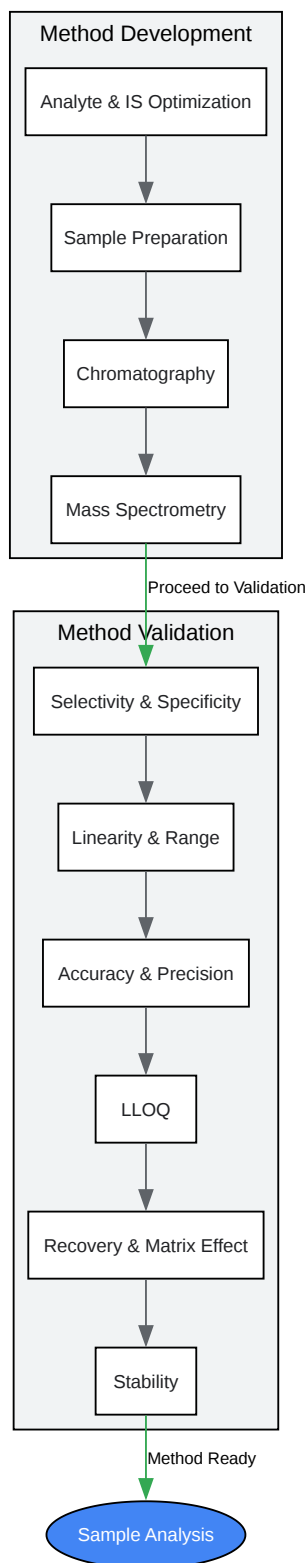 Method Development
Analyte & IS Optimization
Sample Preparation
Chromatography
Mass Spectrometry
Proceed to Validation
Method Validation
Selectivity & Specificity
Linearity & Range
Accuracy & Precision
LLOQ
Recovery & Matrix Effect
Stability
Method Ready
Sample Analysis